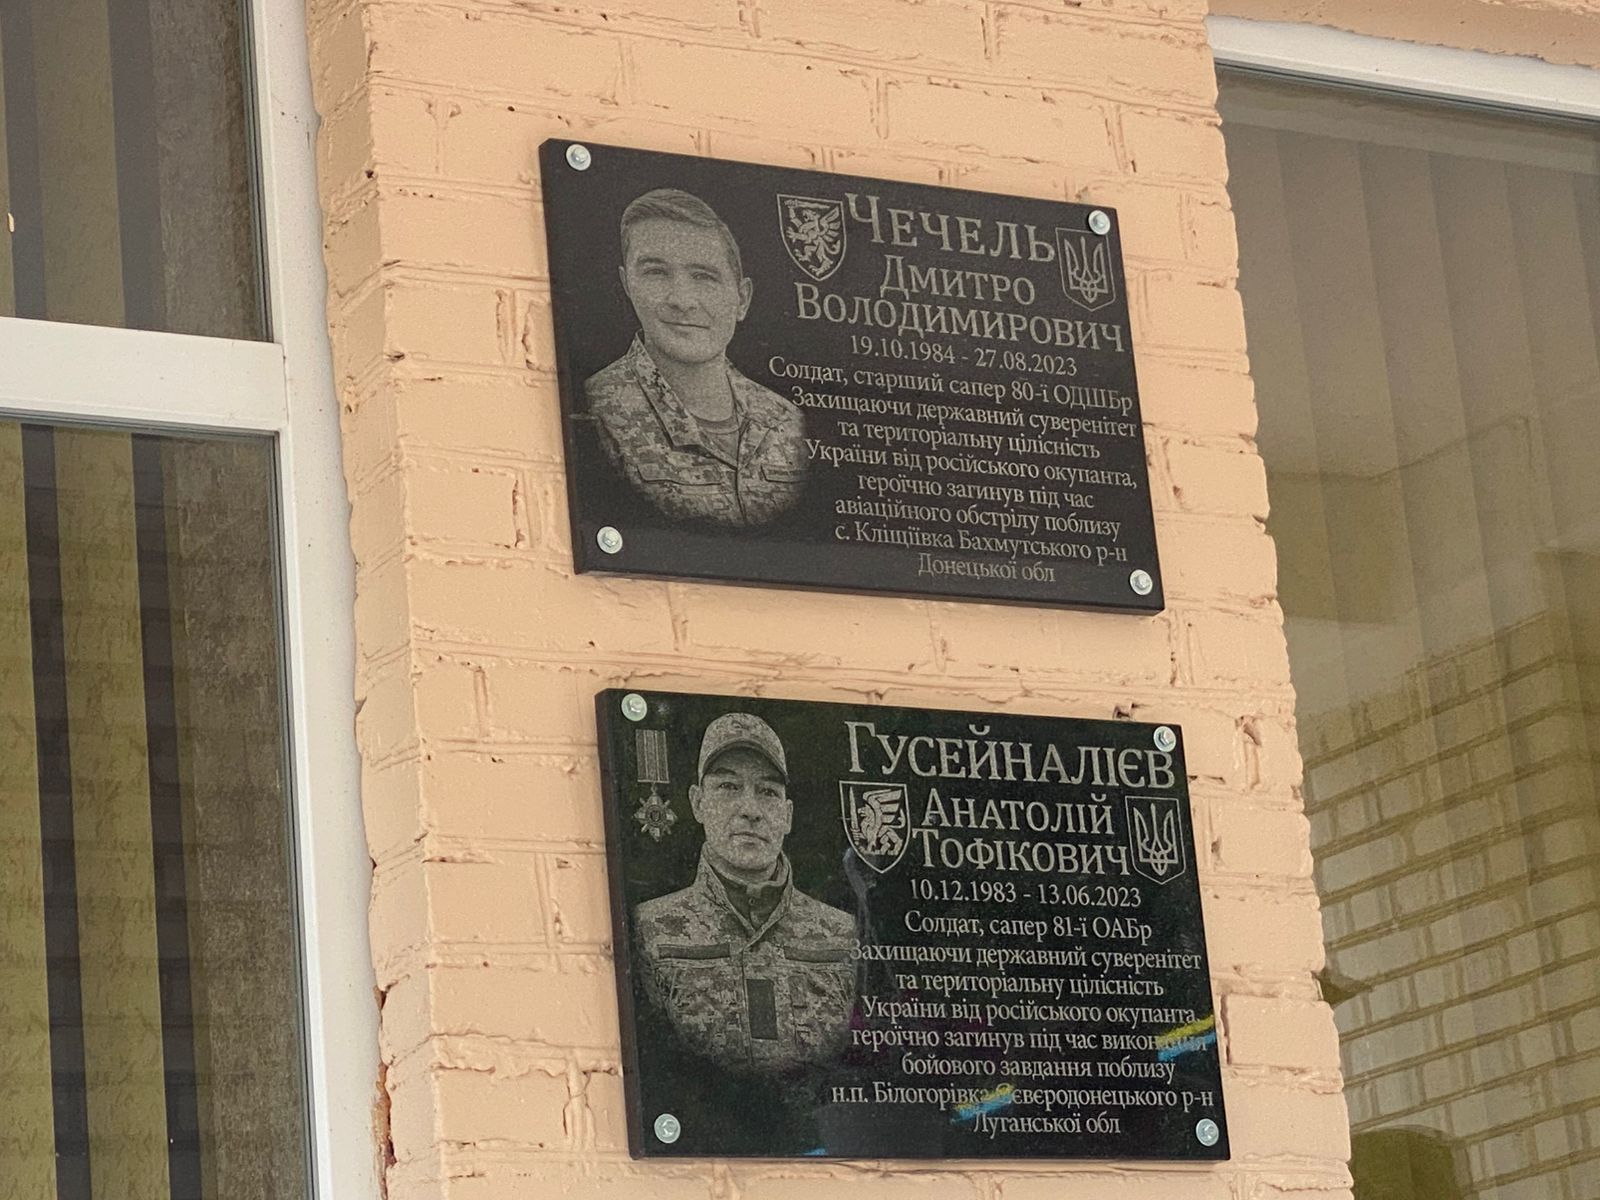 ЧЕЧЕЛЬ
ДМИТРО
ВОЛОДИМИРОВИЧ
19.10.1984 - 27.08.2023
Солдат, старший сапер 80-ї ОДШБр
Захищаючи державний суверенітет
та територіальну цілісність
України від російського окупанта,
героїчно загинув під час
авіаційного обстрілу поблизу
с. Кліщіївка Бахмутського р-н
Донецької обл
ГУСЕЙНАЛІЄВ
АНАТОЛІЙ
ТОФІКОВИЧ
10.12.1983 - 13.06.2023
Солдат, сапер 81-ї ОАБр
Захищаючи державний суверенітет
та територіальну цілісність
України від російського окупанта,
героїчно загинув під час виконання
бойового завдання поблизу
н.п. Білогорівка Сєвєродонецького р-н
Луганської обл